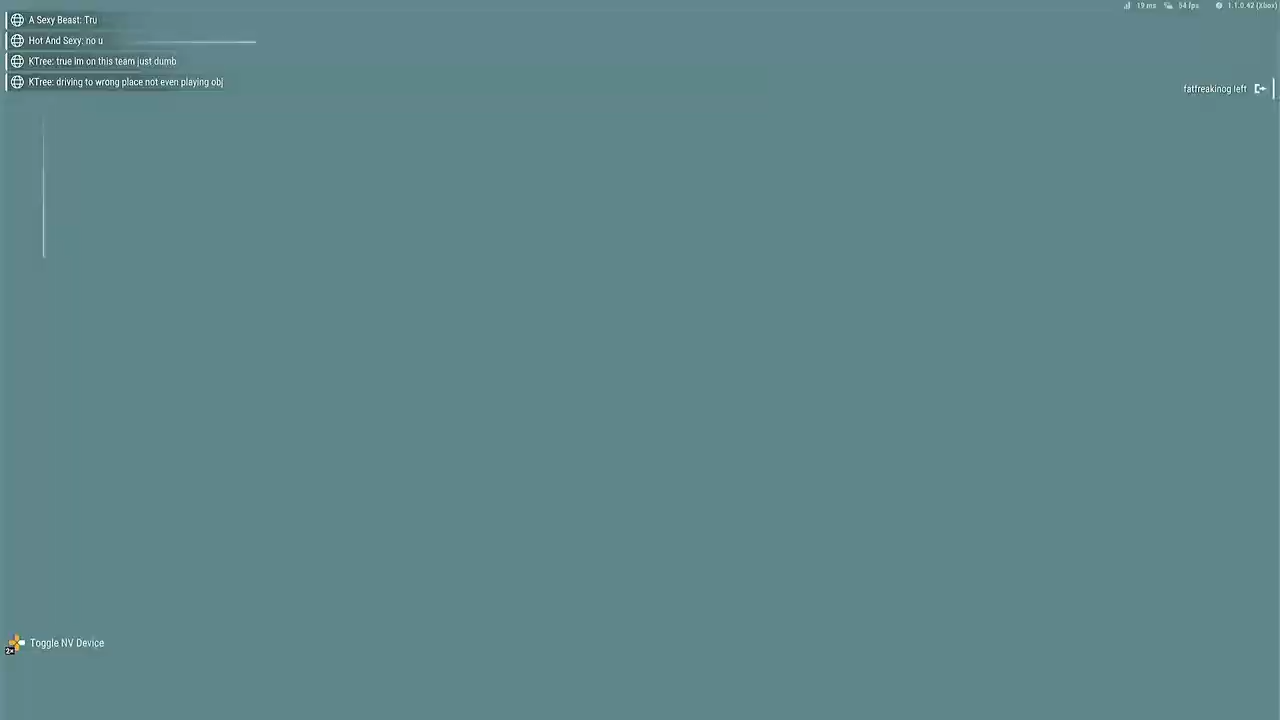 19 ms 54 fps 1.1.0.42 (Xbox)
A Sexy Beast: Tru
Hot And Sexy: no u
KTree: true im on this team just dumb
KTree: driving to wrong place not even playing obj
fatfreakinog left
2x Toggle NV Device